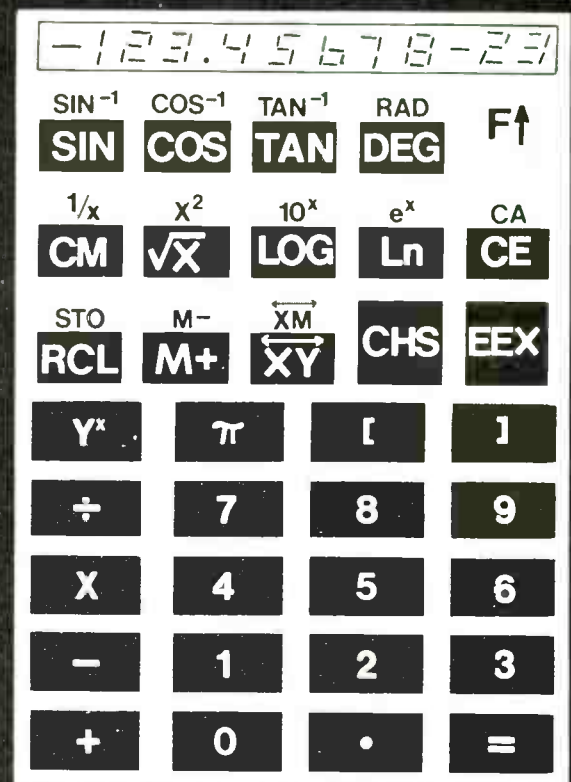 -123.45678-23
SIN⁻¹ COS⁻¹ TAN⁻¹ RAD
SIN COS TAN DEG F↑
1/x X² 10ˣ eˣ CA
CM √X LOG Ln CE
STO M- XM
RCL M+ XY CHS EEX
Yˣ π [ ]
÷ 7 8 9
X 4 5 6
- 1 2 3
+ 0 • =